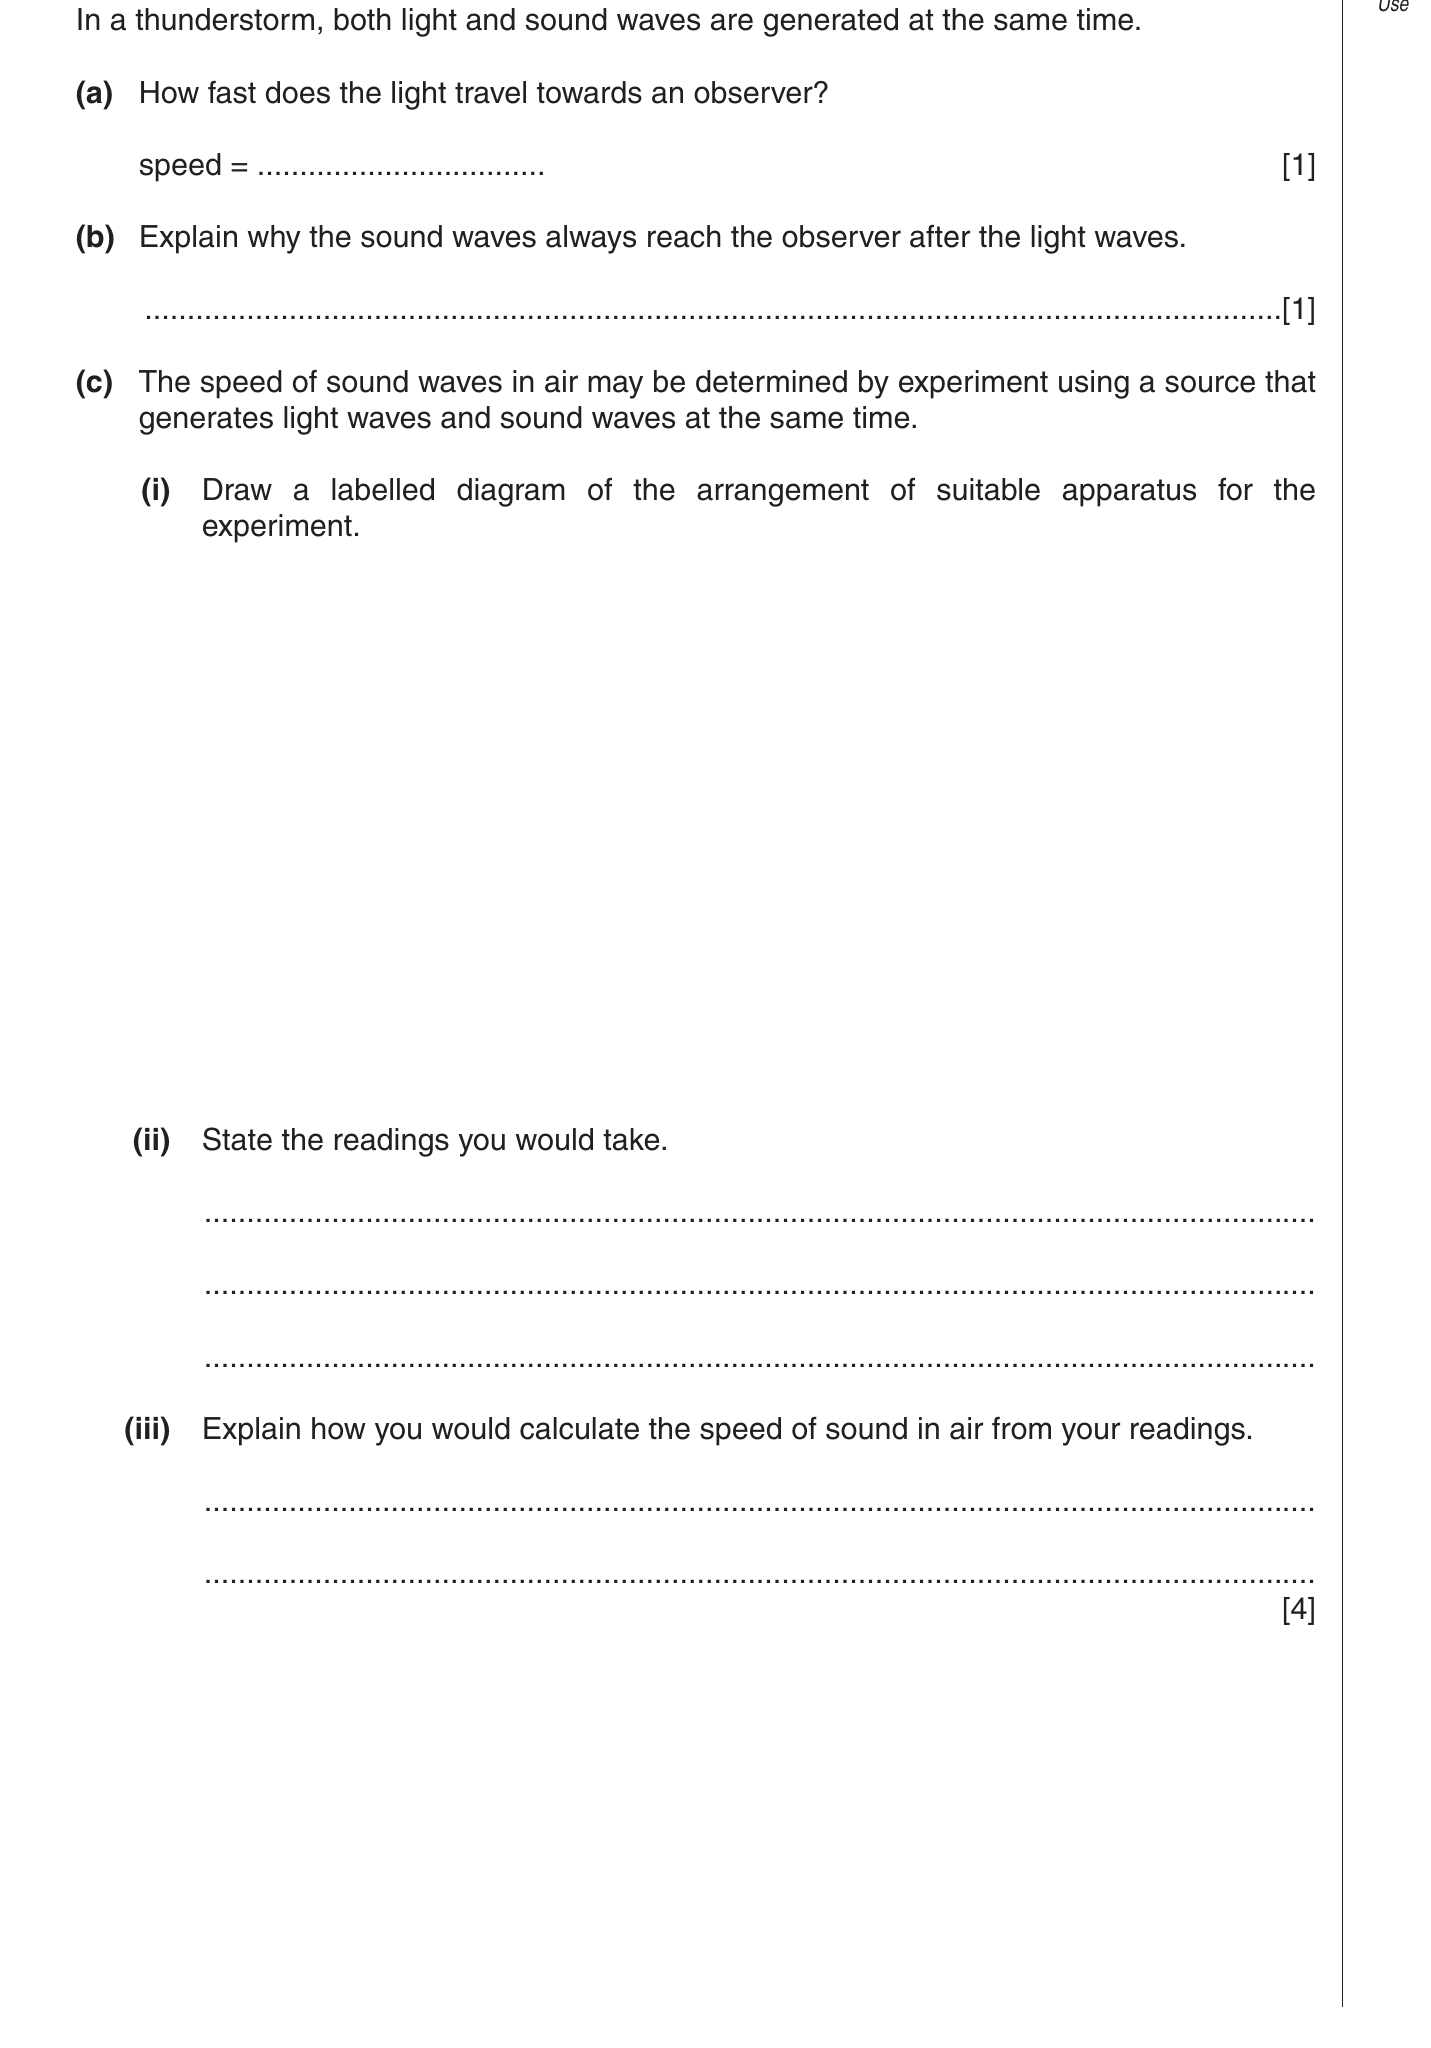 Use
In a thunderstorm, both light and sound waves are generated at the same time.
(a) How fast does the light travel towards an observer?
speed = .................................. [1]
(b) Explain why the sound waves always reach the observer after the light waves.
.......................................................................................................................................[1]
(c) The speed of sound waves in air may be determined by experiment using a source that
generates light waves and sound waves at the same time.
(i) Draw a labelled diagram of the arrangement of suitable apparatus for the
experiment.
(ii) State the readings you would take.
....................................................................................................................................
....................................................................................................................................
....................................................................................................................................
(iii) Explain how you would calculate the speed of sound in air from your readings.
....................................................................................................................................
....................................................................................................................................
[4]